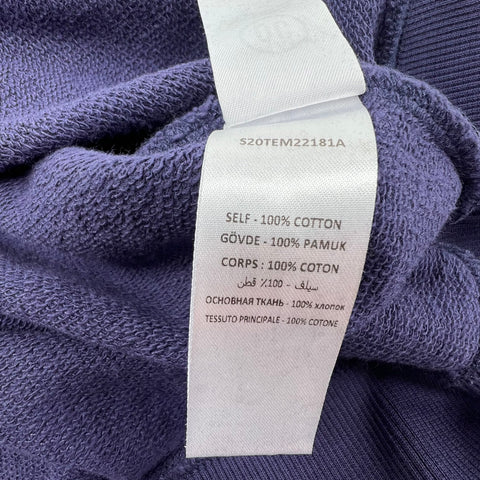 S20TEM22181A
SELF - 100% COTTON
GÖVDE - 100% PAMUK
CORPS : 100% COTON
سيلف - 100٪ قطن
ОСНОВНАЯ ТКАНЬ - 100% хлопок
TESSUTO PRINCIPALE - 100% COTONE